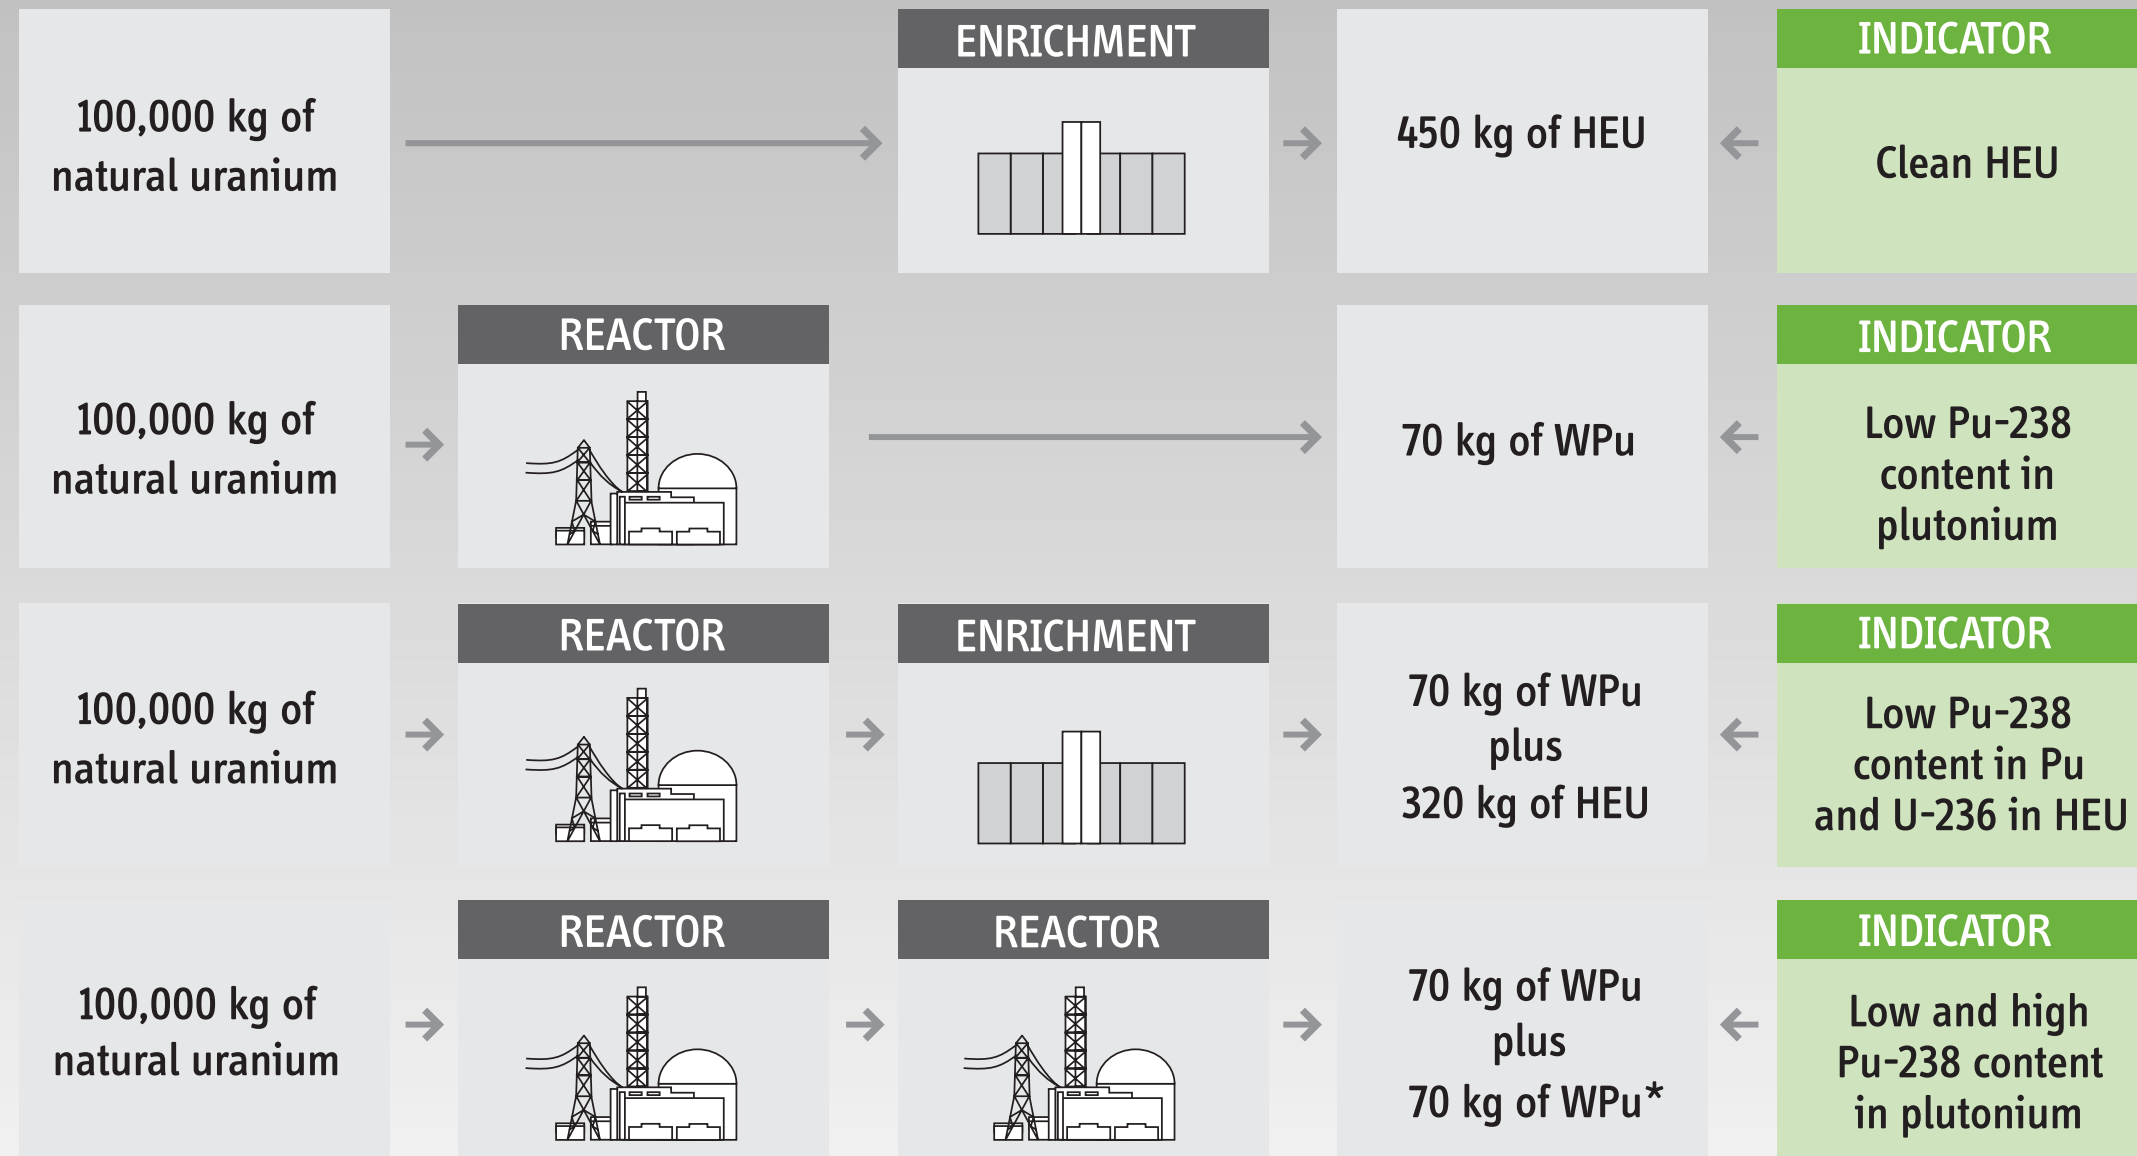 100,000 kg of
natural uranium
ENRICHMENT
450 kg of HEU
INDICATOR
Clean HEU
100,000 kg of
natural uranium
REACTOR
70 kg of WPu
INDICATOR
Low Pu-238
content in
plutonium
100,000 kg of
natural uranium
REACTOR
ENRICHMENT
70 kg of WPu
plus
320 kg of HEU
INDICATOR
Low Pu-238
content in Pu
and U-236 in HEU
100,000 kg of
natural uranium
REACTOR
REACTOR
70 kg of WPu
plus
70 kg of WPu*
INDICATOR
Low and high
Pu-238 content
in plutonium